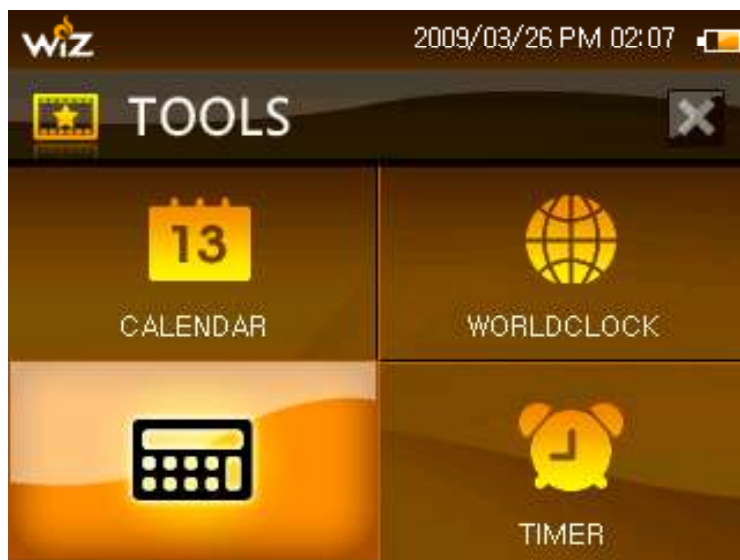 WiZ 2009/03/26 PM 02:07
TOOLS
13
CALENDAR WORLDCLOCK
TIMER